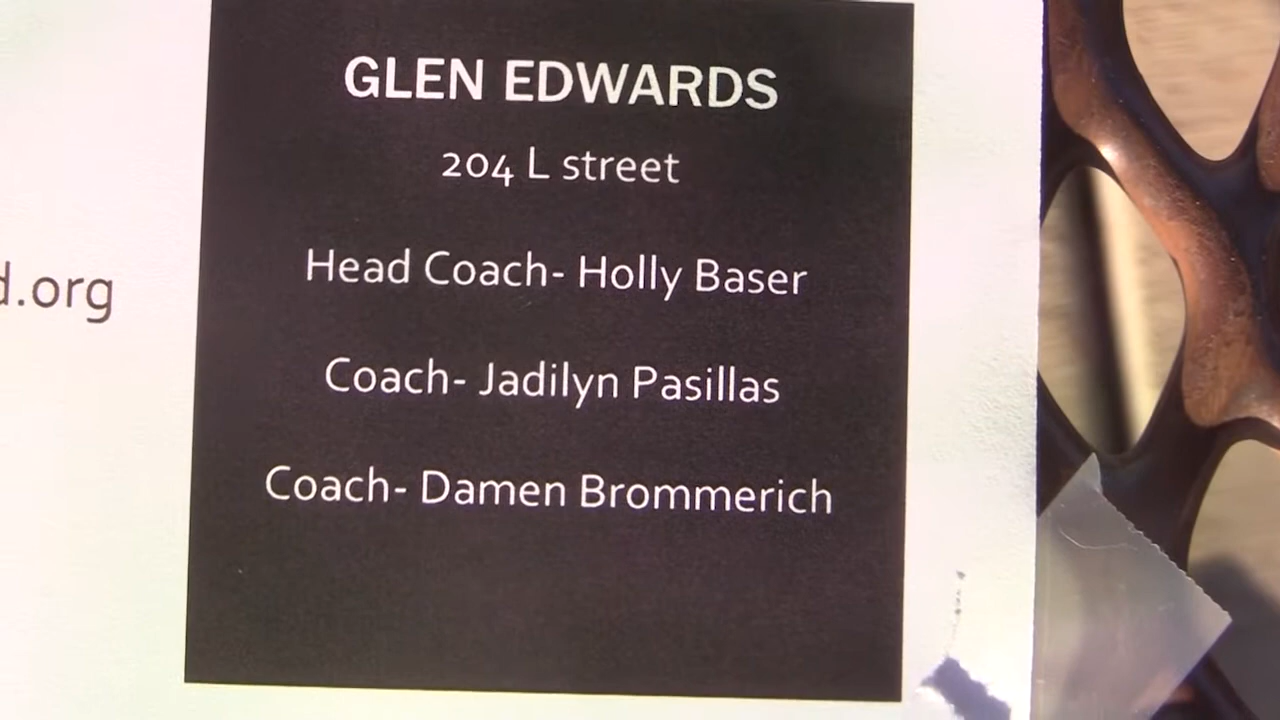 GLEN EDWARDS
204 L street
Head Coach- Holly Baser
Coach- Jadilyn Pasillas
Coach- Damen Brommerich
d.org